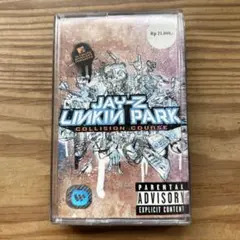 JAY-Z
LINKIN PARK
COLLISION COURSE
PARENTAL
ADVISORY
EXPLICIT CONTENT